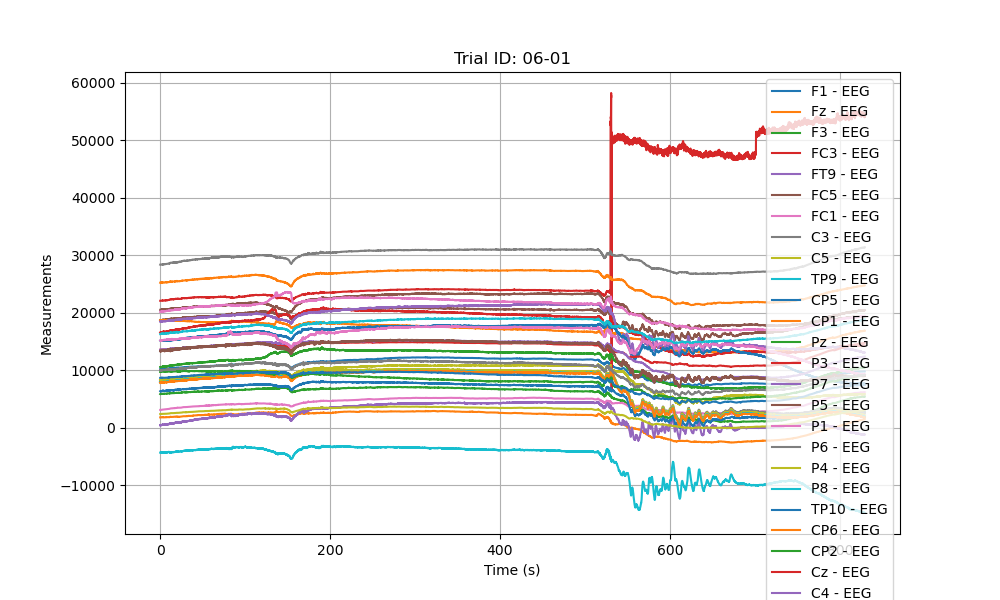 Trial ID: 06-01
60000
50000
40000
30000
20000
10000
0
−10000
Measurements
0
200
400
600
800
Time (s)
F1 - EEG
Fz - EEG
F3 - EEG
FC3 - EEG
FT9 - EEG
FC5 - EEG
FC1 - EEG
C3 - EEG
C5 - EEG
TP9 - EEG
CP5 - EEG
CP1 - EEG
Pz - EEG
P3 - EEG
P7 - EEG
P5 - EEG
P1 - EEG
P6 - EEG
P4 - EEG
P8 - EEG
TP10 - EEG
CP6 - EEG
CP2 - EEG
Cz - EEG
C4 - EEG